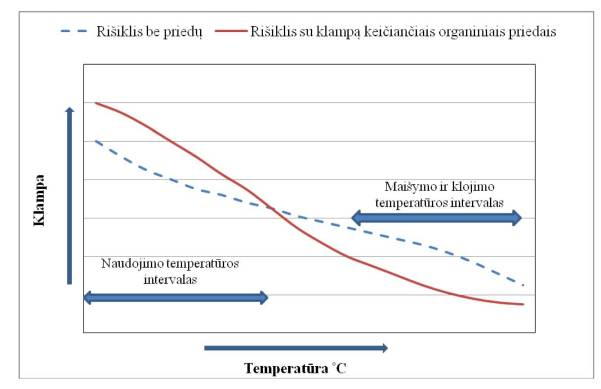 Rišiklis be priedų
Rišiklis su klampą keičiančiais organiniais priedais
Klampa
Maišymo ir klojimo
temperatūros intervalas
Naudojimo temperatūros
intervalas
Temperatūra ˚C